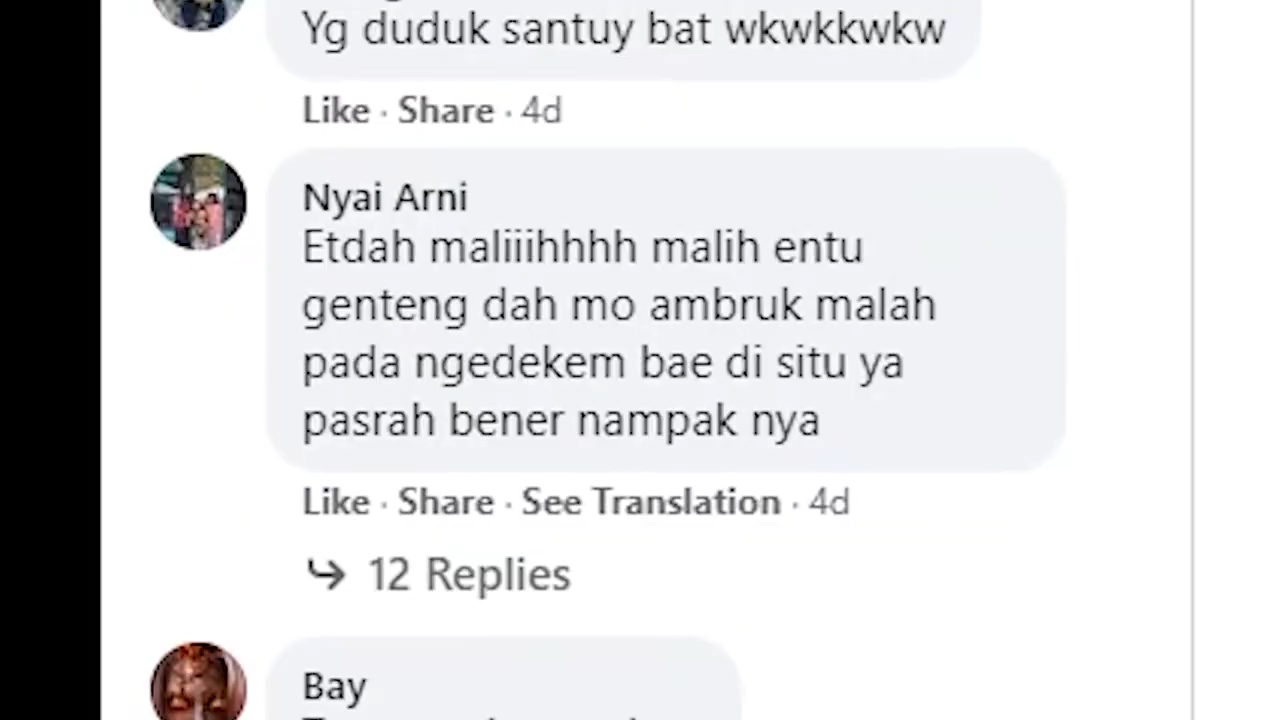 Yg duduk santuy bat wkwkkwkw
Like · Share · 4d
Nyai Arni
Etdah maliiihhhh malih entu
genteng dah mo ambruk malah
pada ngedekem bae di situ ya
pasrah bener nampak nya
Like · Share · See Translation · 4d
12 Replies
Bay